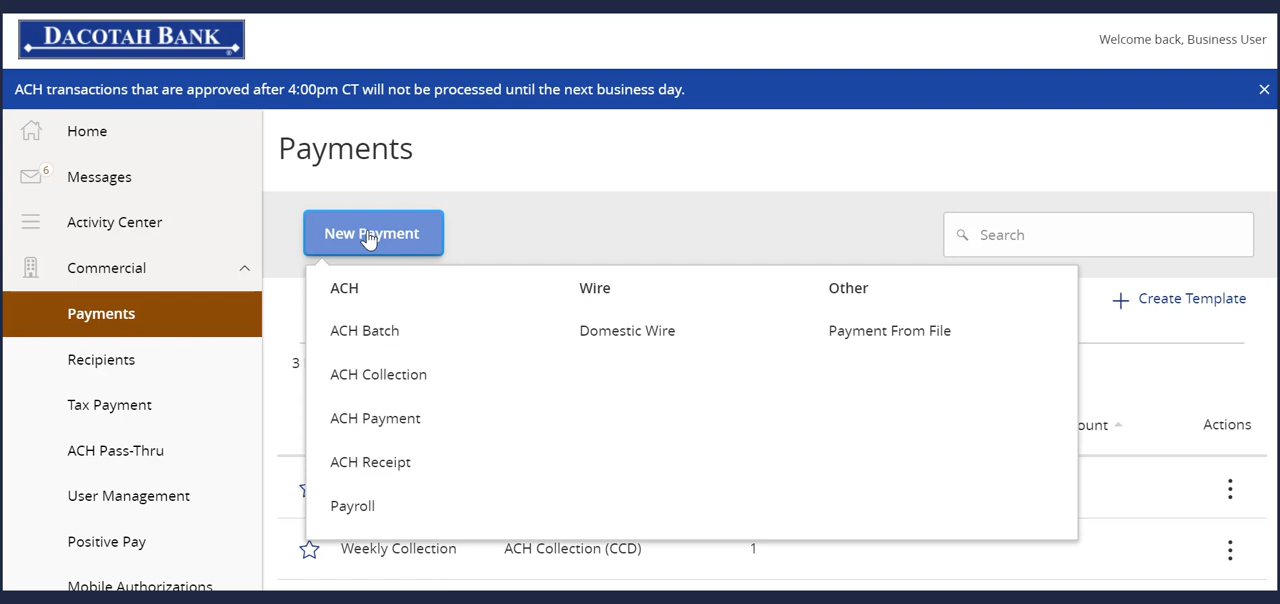 DACOTAH BANK
Welcome back, Business User
ACH transactions that are approved after 4:00pm CT will not be processed until the next business day.
Home
6
Messages
Activity Center
Commercial
Payments
Recipients
Tax Payment
ACH Pass-Thru
User Management
Positive Pay
Mobile Authorizations
Payments
New Payment
Search
ACH
ACH Batch
ACH Collection
ACH Payment
ACH Receipt
Payroll
Wire
Domestic Wire
Other
Payment From File
Create Template
3
ount
Actions
Weekly Collection ACH Collection (CCD) 1